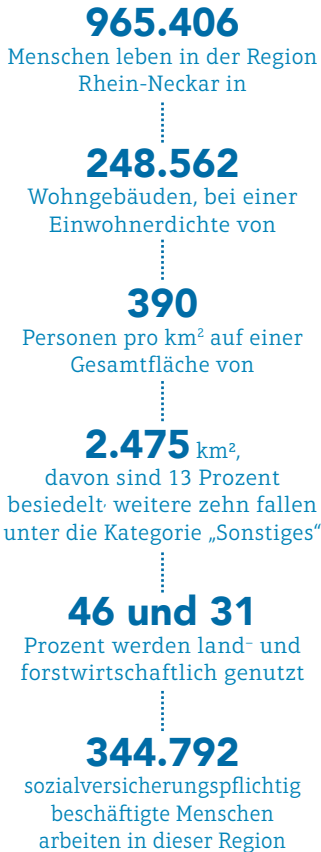 965.406
Menschen leben in der Region
Rhein-Neckar in
248.562
Wohngebäuden, bei einer
Einwohnerdichte von
390
Personen pro km² auf einer
Gesamtfläche von
2.475 km²,
davon sind 13 Prozent
besiedelt, weitere zehn fallen
unter die Kategorie „Sonstiges“
46 und 31
Prozent werden land- und
forstwirtschaftlich genutzt
344.792
sozialversicherungspflichtig
beschäftigte Menschen
arbeiten in dieser Region